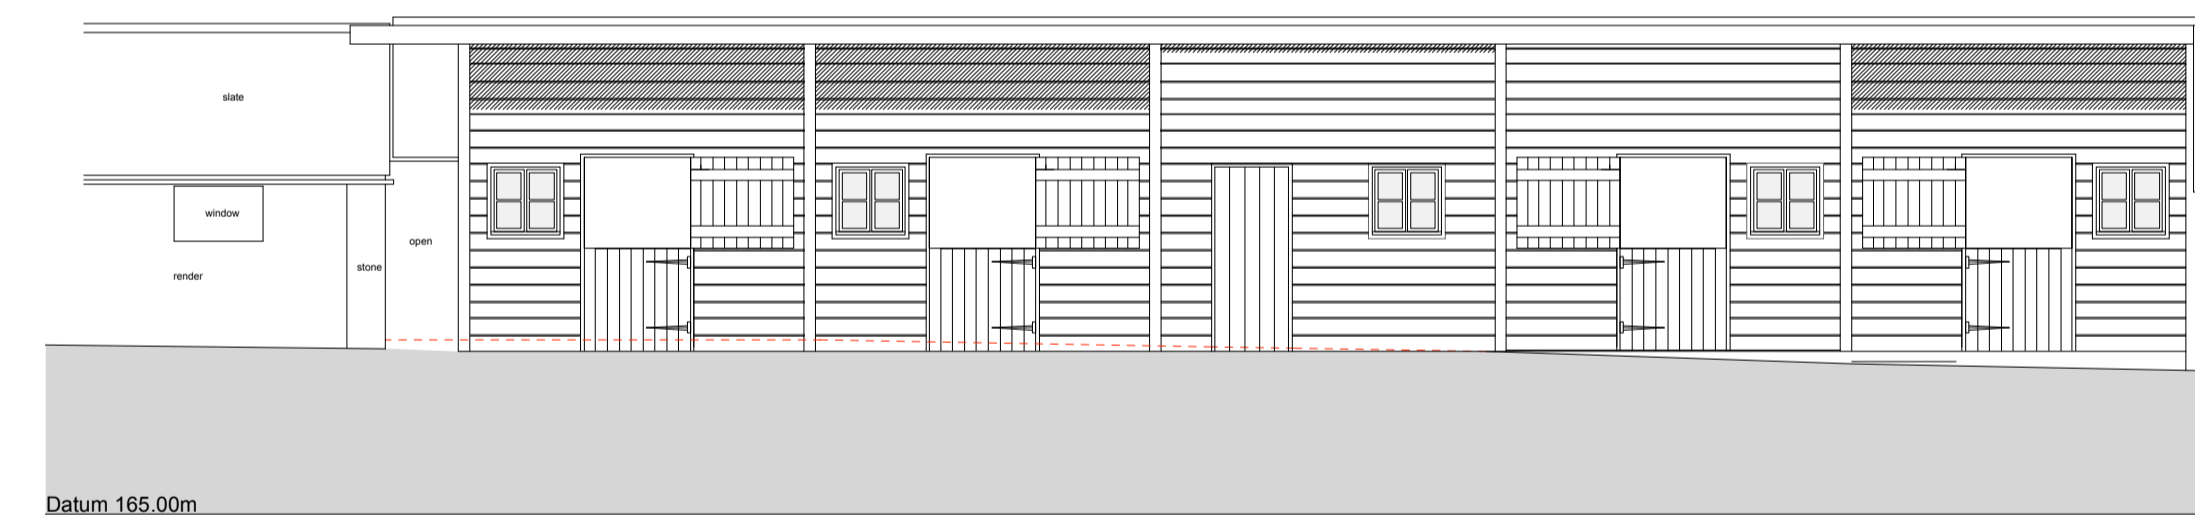 slate
window
open
stone
render
Datum 165.00m